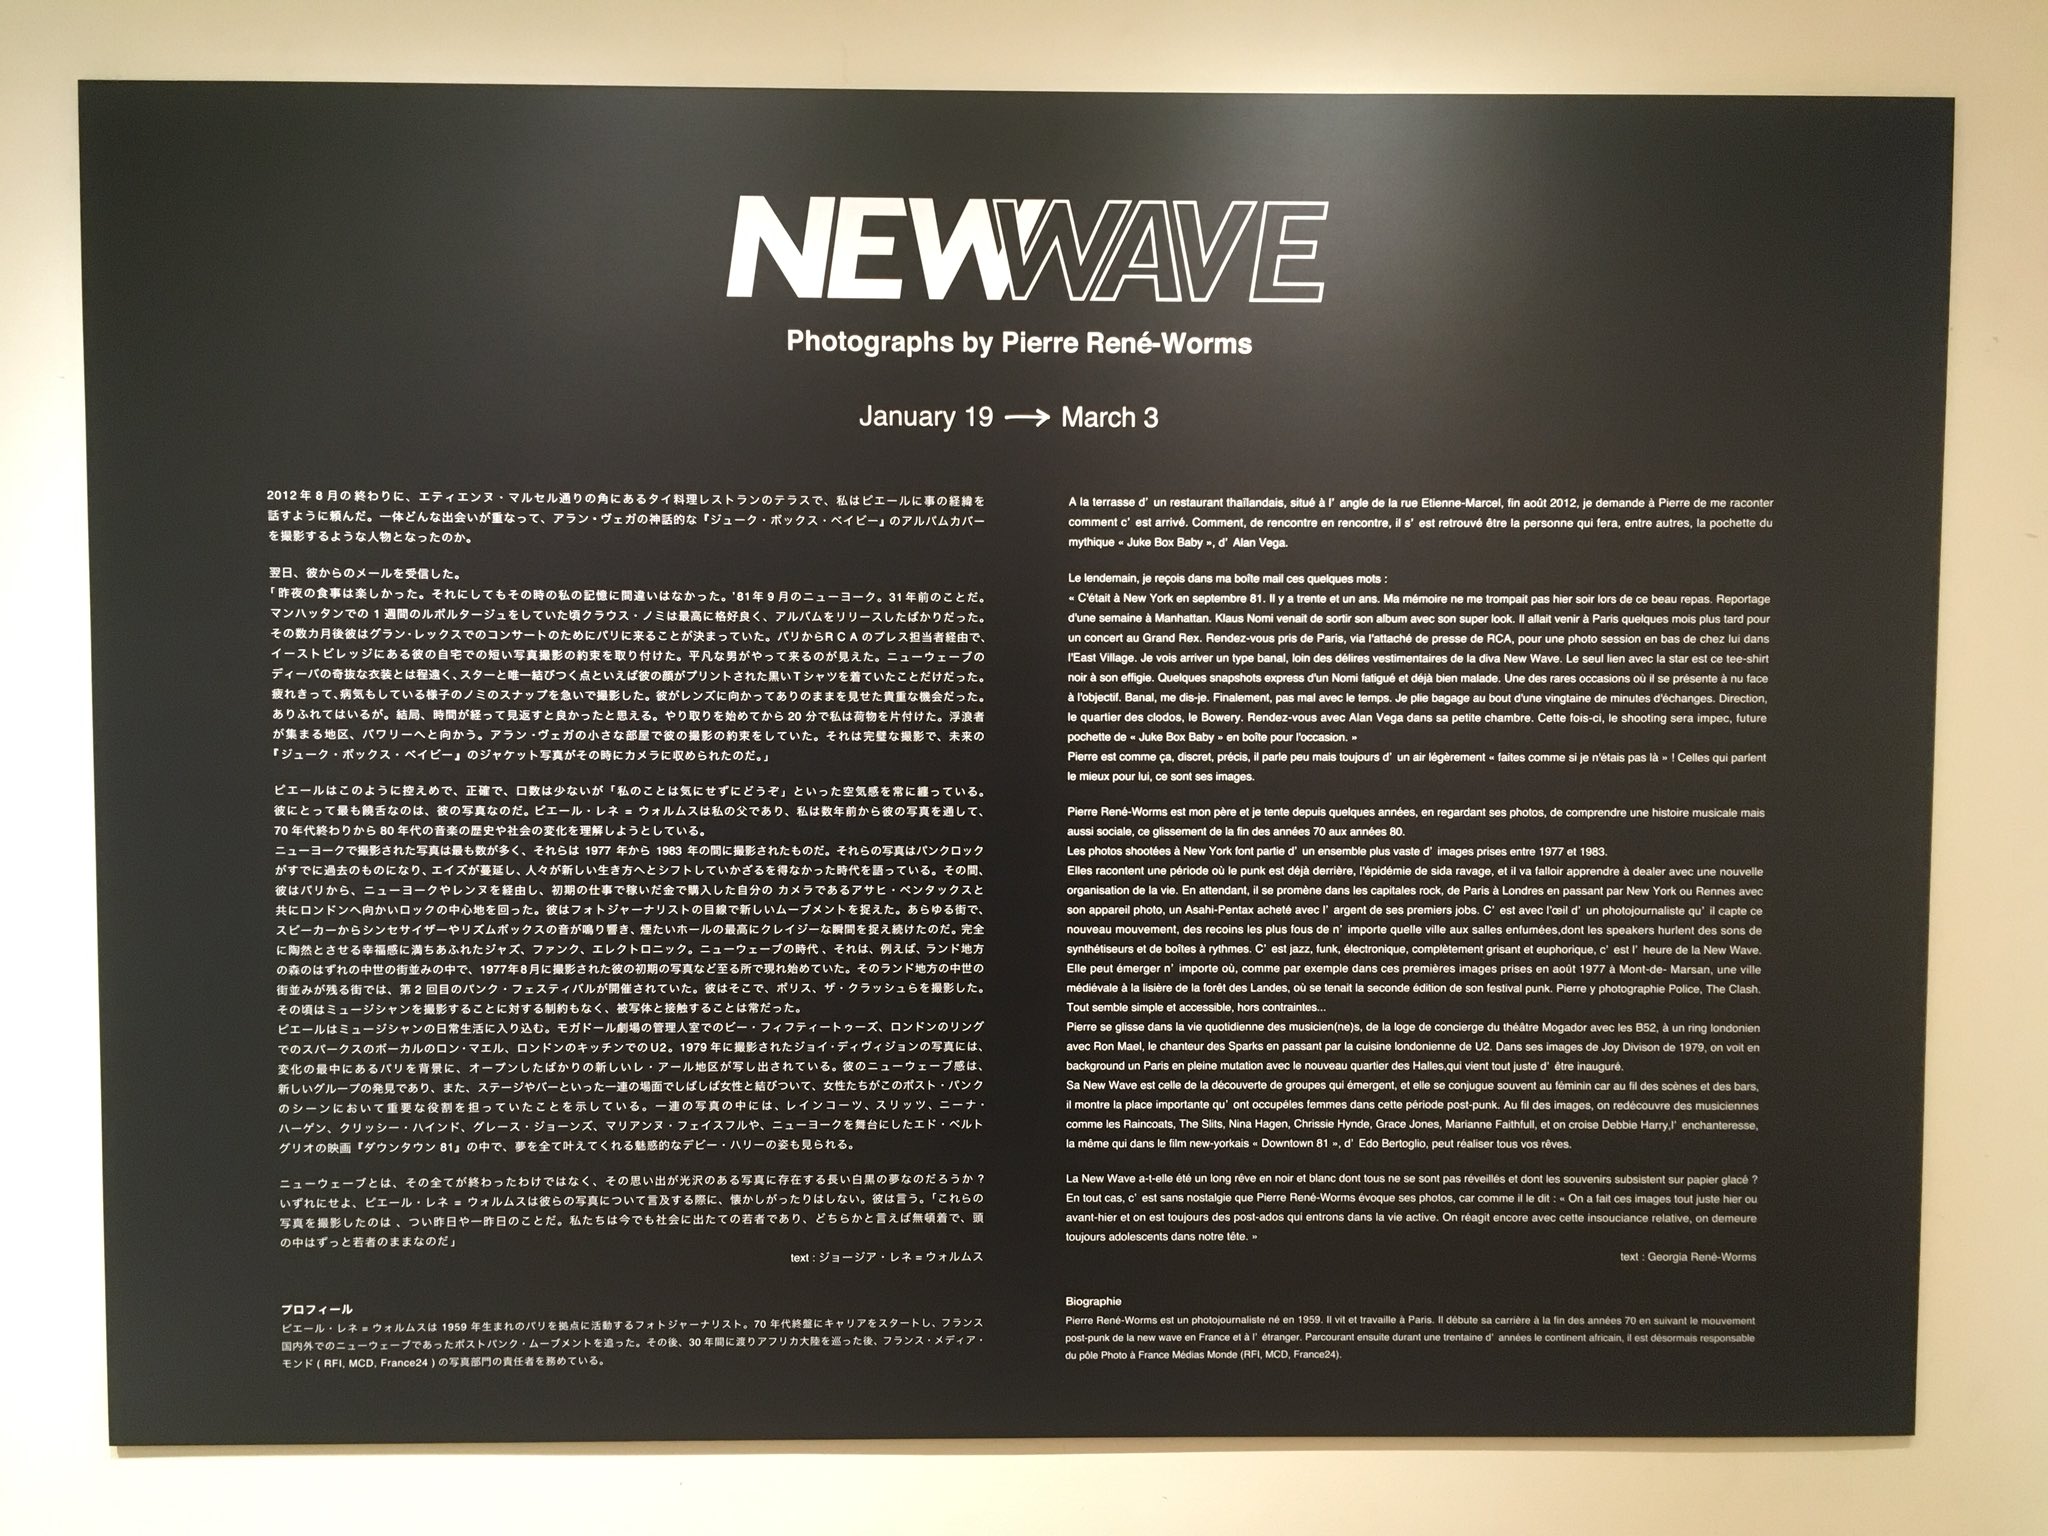 NEWWAVE
Photographs by Pierre René-Worms
January 19 → March 3
2012年8月の終わりに、エティエンヌ・マルセル通りの角にあるタイ料理レストランのテラスで、私はピエールに事の経緯を
話すように頼んだ。一体どんな出会いが重なって、アラン・ヴェガの神話的な『ジューク・ボックス・ベイビー』のアルバムカバー
を撮影するような人物となったのか。
翌日、彼からのメールを受信した。
「昨夜の食事は楽しかった。それにしてもその時の私の記憶に間違いはなかった。'81年9月のニューヨーク。31年前のことだ。
マンハッタンでの1週間のルポルタージュをしていた頃クラウス・ノミは最高に格好良く、アルバムをリリースしたばかりだった。
その数カ月後彼はグラン・レックスでのコンサートのためにパリに来ることが決まっていた。パリからRCAのプレス担当者経由で、
イーストビレッジにある彼の自宅での短い写真撮影の約束を取り付けた。平凡な男がやって来るのが見えた。ニューウェーブの
ディーバの奇抜な衣装とは程遠く、スターと唯一結びつく点といえば彼の顔がプリントされた黒いTシャツを着ていたことだけだった。
疲れきって、病気もしている様子のノミのスナップを急いで撮影した。彼がレンズに向かってありのままを見せた貴重な機会だった。
ありふれてはいるが。結局、時間が経って見返すと良かったと思える。やり取りを始めてから20分で私は荷物を片付けた。浮浪者
が集まる地区、バワリーへと向かう。アラン・ヴェガの小さな部屋で彼の撮影の約束をしていた。それは完璧な撮影で、未来の
『ジューク・ボックス・ベイビー』のジャケット写真がその時にカメラに収められたのだ。」
ピエールはこのように控えめで、正確で、口数は少ないが「私のことは気にせずにどうぞ」といった空気感を常に纏っている。
彼にとって最も饒舌なのは、彼の写真なのだ。ピエール・レネ=ウォルムスは私の父であり、私は数年前から彼の写真を通して、
70年代終わりから80年代の音楽の歴史や社会の変化を理解しようとしている。
ニューヨークで撮影された写真は最も数が多く、それらは1977年から1983年の間に撮影されたものだ。それらの写真はパンクロック
がすでに過去のものになり、エイズが蔓延し、人々が新しい生き方へとシフトしていかざるを得なかった時代を語っている。その間、
彼はパリから、ニューヨークやレンヌを経由し、初期の仕事で稼いだ金で購入した自分の カメラであるアサヒ・ペンタックスと
共にロンドンへ向かいロックの中心地を回った。彼はフォトジャーナリストの目線で新しいムーブメントを捉えた。あらゆる街で、
スピーカーからシンセサイザーやリズムボックスの音が鳴り響き、煙たいホールの最高にクレイジーな瞬間を捉え続けたのだ。完全
に陶然とさせる幸福感に満ちあふれたジャズ、ファンク、エレクトロニック。ニューウェーブの時代、それは、例えば、ランド地方
の森のはずれの中世の街並みの中で、1977年8月に撮影された彼の初期の写真など至る所で現れ始めていた。そのランド地方の中世の
街並みが残る街では、第2回目のパンク・フェスティバルが開催されていた。彼はそこで、ポリス、ザ・クラッシュらを撮影した。
その頃はミュージシャンを撮影することに対する制約もなく、被写体と接触することは常だった。
ピエールはミュージシャンの日常生活に入り込む。モガドール劇場の管理人室でのビー・フィフティートゥーズ、ロンドンのリング
でのスパークスのボーカルのロン・マエル、ロンドンのキッチンでのU2。1979年に撮影されたジョイ・ディヴィジョンの写真には、
変化の最中にあるパリを背景に、オープンしたばかりの新しいレ・アール地区が写し出されている。彼のニューウェーブ感は、
新しいグループの発見であり、また、ステージやバーといった一連の場面でしばしば女性と結びついて、女性たちがこのポスト・パンク
のシーンにおいて重要な役割を担っていたことを示している。一連の写真の中には、レインコーツ、スリッツ、ニーナ・
ハーゲン、クリッシー・ハインド、グレース・ジョーンズ、マリアンヌ・フェイスフルや、ニューヨークを舞台にしたエド・ベルト
グリオの映画『ダウンタウン81』の中で、夢を全て叶えてくれる魅惑的なデビー・ハリーの姿も見られる。
ニューウェーブとは、その全てが終わったわけではなく、その思い出が光沢のある写真に存在する長い白黒の夢なのだろうか?
いずれにせよ、ピエール・レネ=ウォルムスは彼らの写真について言及する際に、懐かしがったりはしない。彼は言う。「これらの
写真を撮影したのは、つい昨日や一昨日のことだ。私たちは今でも社会に出たての若者であり、どちらかと言えば無頓着で、頭
の中はずっと若者のままなのだ」
text : ジョージア・レネ=ウォルムス
プロフィール
ピエール・レネ=ウォルムスは1959年生まれのパリを拠点に活動するフォトジャーナリスト。70年代終盤にキャリアをスタートし、フランス
国内外でのニューウェーブであったポストパンク・ムーブメントを追った。その後、30年間に渡りアフリカ大陸を巡った後、フランス・メディア・
モンド ( RFI, MCD, France24 ) の写真部門の責任者を務めている。
A la terrasse d' un restaurant thaïlandais, situé à l' angle de la rue Etienne-Marcel, fin août 2012, je demande à Pierre de me raconter
comment c' est arrivé. Comment, de rencontre en rencontre, il s' est retrouvé être la personne qui fera, entre autres, la pochette du
mythique « Juke Box Baby », d' Alan Vega.
Le lendemain, je reçois dans ma boîte mail ces quelques mots :
« C'était à New York en septembre 81. Il y a trente et un ans. Ma mémoire ne me trompait pas hier soir lors de ce beau repas. Reportage
d'une semaine à Manhattan. Klaus Nomi venait de sortir son album avec son super look. Il allait venir à Paris quelques mois plus tard pour
un concert au Grand Rex. Rendez-vous pris de Paris, via l'attaché de presse de RCA, pour une photo session en bas de chez lui dans
l'East Village. Je vois arriver un type banal, loin des délires vestimentaires de la diva New Wave. Le seul lien avec la star est ce tee-shirt
noir à son effigie. Quelques snapshots express d'un Nomi fatigué et déjà bien malade. Une des rares occasions où il se présente à nu face
à l'objectif. Banal, me dis-je. Finalement, pas mal avec le temps. Je plie bagage au bout d'une vingtaine de minutes d'échanges. Direction,
le quartier des clodos, le Bowery. Rendez-vous avec Alan Vega dans sa petite chambre. Cette fois-ci, le shooting sera impec, future
pochette de « Juke Box Baby » en boîte pour l'occasion. »
Pierre est comme ça, discret, précis, il parle peu mais toujours d' un air légèrement « faites comme si je n'étais pas là » ! Celles qui parlent
le mieux pour lui, ce sont ses images.
Pierre René-Worms est mon père et je tente depuis quelques années, en regardant ses photos, de comprendre une histoire musicale mais
aussi sociale, ce glissement de la fin des années 70 aux années 80.
Les photos shootées à New York font partie d' un ensemble plus vaste d' images prises entre 1977 et 1983.
Elles racontent une période où le punk est déjà derrière, l'épidémie de sida ravage, et il va falloir apprendre à dealer avec une nouvelle
organisation de la vie. En attendant, il se promène dans les capitales rock, de Paris à Londres en passant par New York ou Rennes avec
son appareil photo, un Asahi-Pentax acheté avec l' argent de ses premiers jobs. C' est avec l'œil d' un photojournaliste qu' il capte ce
nouveau mouvement, des recoins les plus fous de n' importe quelle ville aux salles enfumées,dont les speakers hurlent des sons de
synthétiseurs et de boîtes à rythmes. C' est jazz, funk, électronique, complètement grisant et euphorique, c' est l' heure de la New Wave.
Elle peut émerger n' importe où, comme par exemple dans ces premières images prises en août 1977 à Mont-de- Marsan, une ville
médiévale à la lisière de la forêt des Landes, où se tenait la seconde édition de son festival punk. Pierre y photographie Police, The Clash.
Tout semble simple et accessible, hors contraintes...
Pierre se glisse dans la vie quotidienne des musicien(ne)s, de la loge de concierge du théâtre Mogador avec les B52, à un ring londonien
avec Ron Mael, le chanteur des Sparks en passant par la cuisine londonienne de U2. Dans ses images de Joy Divison de 1979, on voit en
background un Paris en pleine mutation avec le nouveau quartier des Halles,qui vient tout juste d' être inauguré.
Sa New Wave est celle de la découverte de groupes qui émergent, et elle se conjugue souvent au féminin car au fil des scènes et des bars,
il montre la place importante qu' ont occupéles femmes dans cette période post-punk. Au fil des images, on redécouvre des musiciennes
comme les Raincoats, The Slits, Nina Hagen, Chrissie Hynde, Grace Jones, Marianne Faithfull, et on croise Debbie Harry,l' enchanteresse,
la même qui dans le film new-yorkais « Downtown 81 », d' Edo Bertoglio, peut réaliser tous vos rêves.
La New Wave a-t-elle été un long rêve en noir et blanc dont tous ne se sont pas réveillés et dont les souvenirs subsistent sur papier glacé ?
En tout cas, c' est sans nostalgie que Pierre René-Worms évoque ses photos, car comme il le dit : « On a fait ces images tout juste hier ou
avant-hier et on est toujours des post-ados qui entrons dans la vie active. On réagit encore avec cette insouciance relative, on demeure
toujours adolescents dans notre tête. »
text : Georgia René-Worms
Biographie
Pierre René-Worms est un photojournaliste né en 1959. Il vit et travaille à Paris. Il débute sa carrière à la fin des années 70 en suivant le mouvement
post-punk de la new wave en France et à l' étranger. Parcourant ensuite durant une trentaine d' années le continent africain, il est désormais responsable
du pôle Photo à France Médias Monde (RFI, MCD, France24).